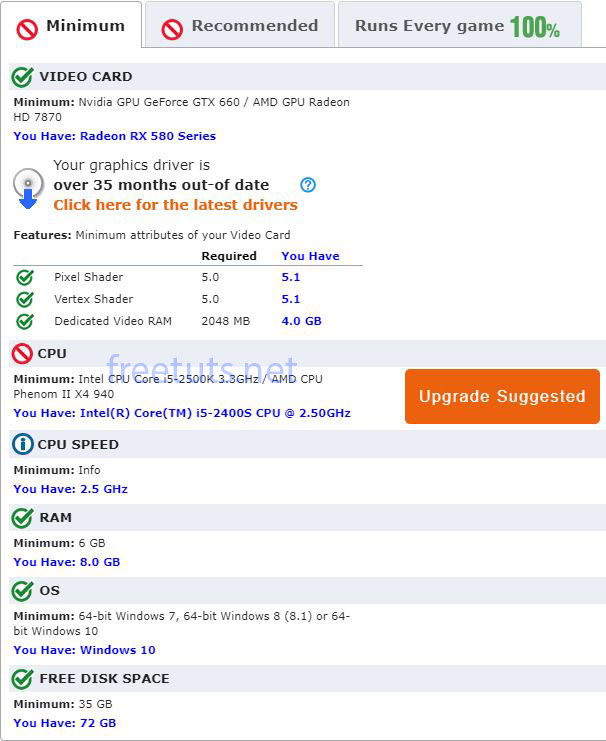 Minimum
Recommended
Runs Every game 100%
VIDEO CARD
Minimum: Nvidia GPU GeForce GTX 660 / AMD GPU Radeon
HD 7870
You Have: Radeon RX 580 Series
Your graphics driver is
over 35 months out-of date
?
Click here for the latest drivers
Features: Minimum attributes of your Video Card
Required You Have
Pixel Shader 5.0 5.1
Vertex Shader 5.0 5.1
Dedicated Video RAM 2048 MB 4.0 GB
CPU
freetuts.net
Minimum: Intel CPU Core i5-2500K 3.3GHz / AMD CPU
Phenom II X4 940
You Have: Intel(R) Core(TM) i5-2400S CPU @ 2.50GHz
Upgrade Suggested
CPU SPEED
Minimum: Info
You Have: 2.5 GHz
RAM
Minimum: 6 GB
You Have: 8.0 GB
OS
Minimum: 64-bit Windows 7, 64-bit Windows 8 (8.1) or 64-
bit Windows 10
You Have: Windows 10
FREE DISK SPACE
Minimum: 35 GB
You Have: 72 GB